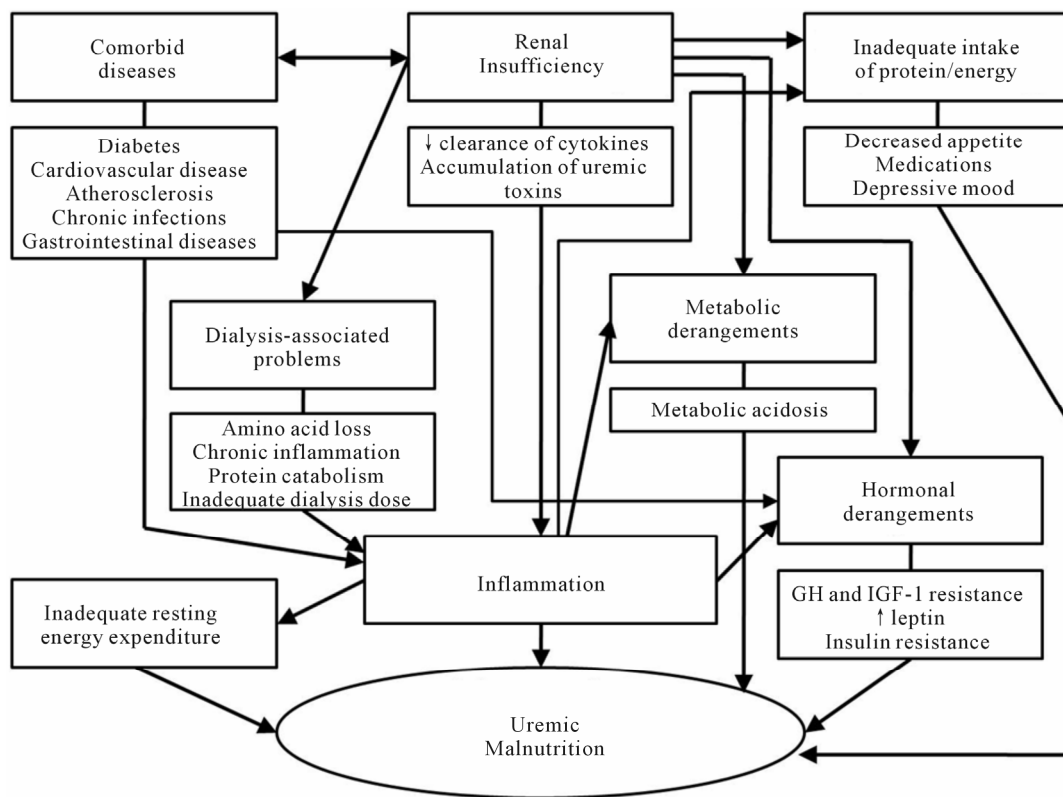 Comorbid
diseases
Renal
Insufficiency
Inadequate intake
of protein/energy
Diabetes
Cardiovascular disease
Atherosclerosis
Chronic infections
Gastrointestinal diseases
↓ clearance of cytokines
Accumulation of uremic
toxins
Decreased appetite
Medications
Depressive mood
Dialysis-associated
problems
Metabolic
derangements
Amino acid loss
Chronic inflammation
Protein catabolism
Inadequate dialysis dose
Metabolic acidosis
Hormonal
derangements
Inflammation
Inadequate resting
energy expenditure
GH and IGF-1 resistance
↑ leptin
Insulin resistance
Uremic
Malnutrition